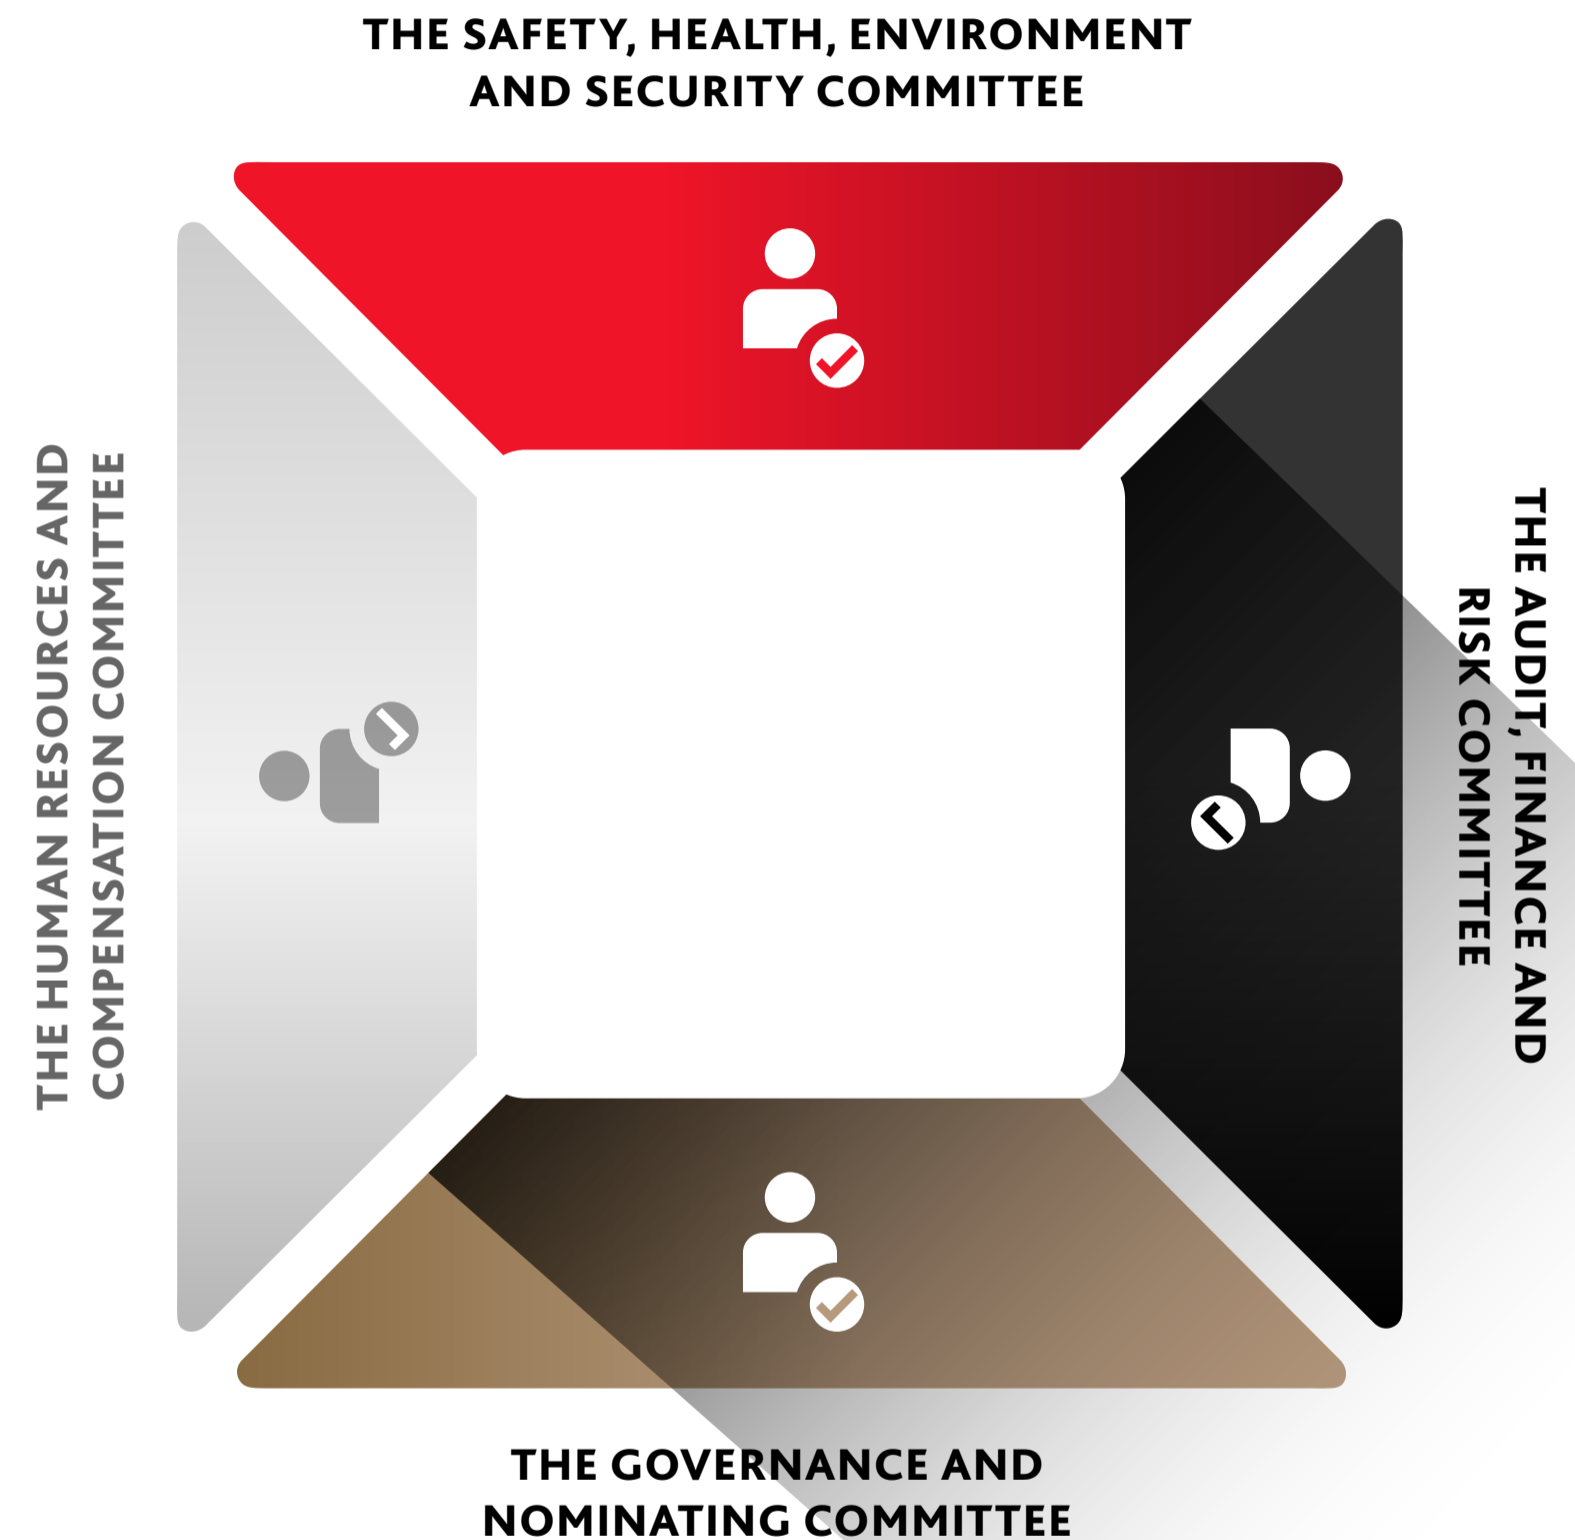 THE SAFETY, HEALTH, ENVIRONMENT
AND SECURITY COMMITTEE
THE HUMAN RESOURCES AND
COMPENSATION COMMITTEE
THE AUDIT, FINANCE AND
RISK COMMITTEE
THE GOVERNANCE AND
NOMINATING COMMITTEE